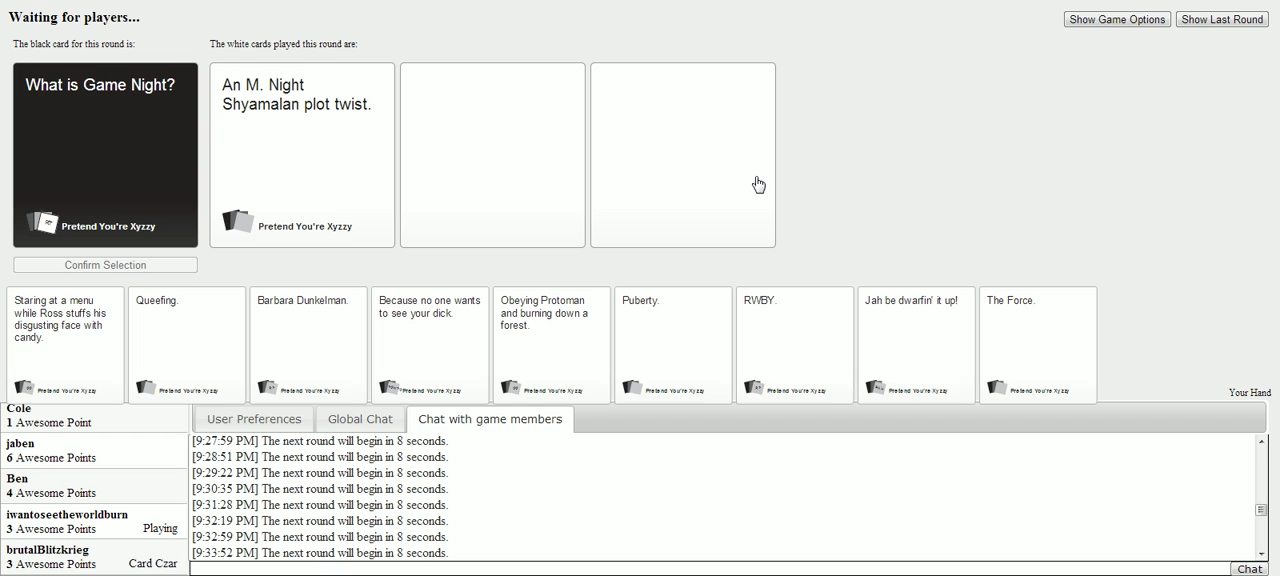 Waiting for players...
Show Game Options
Show Last Round
The black card for this round is:
The white cards played this round are:
What is Game Night?
Pretend You're Xyzzy
An M. Night
Shyamalan plot twist.
Pretend You're Xyzzy
Confirm Selection
Staring at a menu
while Ross stuffs his
disgusting face with
candy.
Pretend You're Xyzzy
Queefing.
Pretend You're Xyzzy
Barbara Dunkelman.
Pretend You're Xyzzy
Because no one wants
to see your dick.
Pretend You're Xyzzy
Obeying Protoman
and burning down a
forest.
Pretend You're Xyzzy
Puberty.
Pretend You're Xyzzy
RWBY.
Pretend You're Xyzzy
Jah be dwarfin' it up!
Pretend You're Xyzzy
The Force.
Pretend You're Xyzzy
Your Hand
Cole
1 Awesome Point
jaben
6 Awesome Points
Ben
4 Awesome Points
iwantoseetheworldburn
3 Awesome Points
Playing
brutalBlitzkrieg
3 Awesome Points
Card Czar
User Preferences
Global Chat
Chat with game members
[9:27:59 PM] The next round will begin in 8 seconds.
[9:28:51 PM] The next round will begin in 8 seconds.
[9:29:22 PM] The next round will begin in 8 seconds.
[9:30:35 PM] The next round will begin in 8 seconds.
[9:31:28 PM] The next round will begin in 8 seconds.
[9:32:19 PM] The next round will begin in 8 seconds.
[9:32:59 PM] The next round will begin in 8 seconds.
[9:33:52 PM] The next round will begin in 8 seconds.
Chat